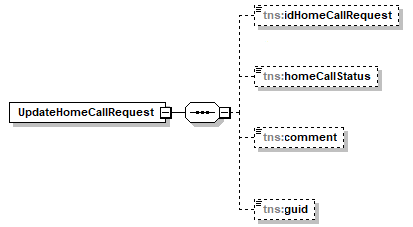 tns:idHomeCallRequest
tns:homeCallStatus
UpdateHomeCallRequest
tns:comment
tns:guid